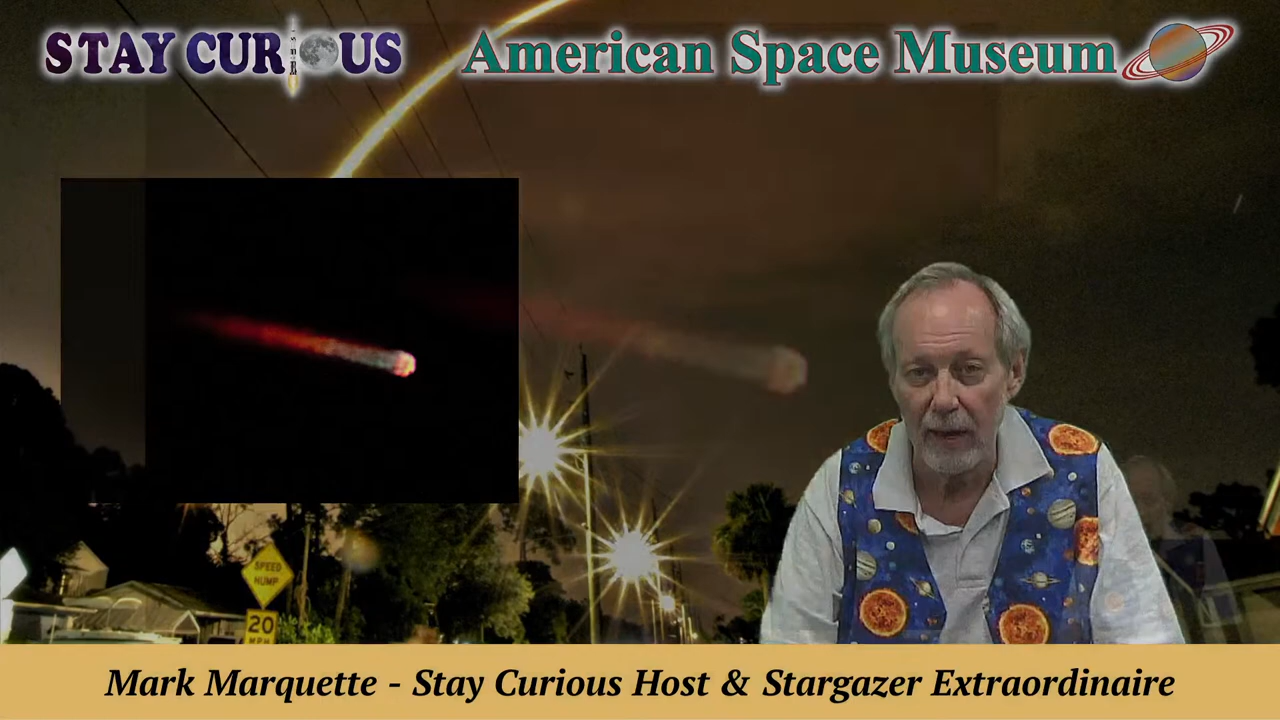 STAY CURIOUS
American Space Museum
SPEED
HUMP
20
MPH
Mark Marquette - Stay Curious Host & Stargazer Extraordinaire